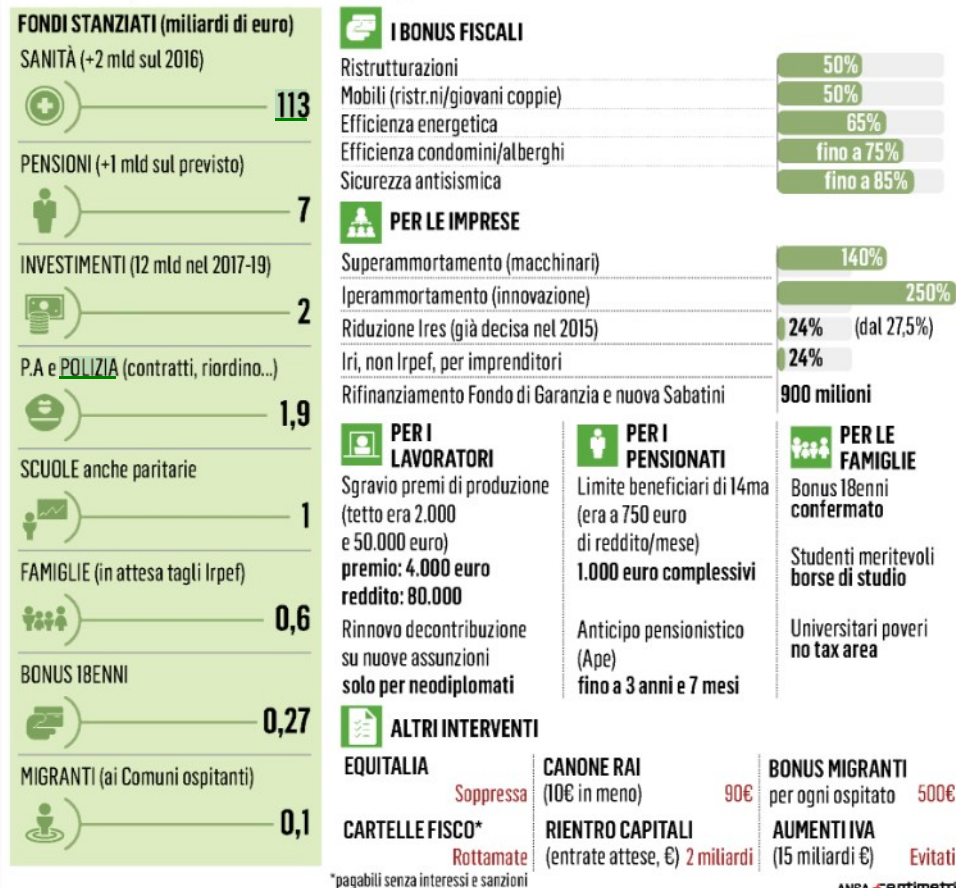 FONDI STANZIATI (miliardi di euro)
SANITÀ (+2 mld sul 2016)
113
PENSIONI (+1 mld sul previsto)
7
INVESTIMENTI (12 mld nel 2017-19)
2
P.A e POLIZIA (contratti, riordino...)
1,9
SCUOLE anche paritarie
1
FAMIGLIE (in attesa tagli Irpef)
0,6
BONUS 18ENNI
0,27
MIGRANTI (ai Comuni ospitanti)
0,1
I BONUS FISCALI
Ristrutturazioni 50%
Mobili (ristr.ni/giovani coppie) 50%
Efficienza energetica 65%
Efficienza condomini/alberghi fino a 75%
Sicurezza antisismica fino a 85%
PER LE IMPRESE
Superammortamento (macchinari) 140%
Iperammortamento (innovazione) 250%
Riduzione Ires (già decisa nel 2015) 24% (dal 27,5%)
Iri, non Irpef, per imprenditori 24%
Rifinanziamento Fondo di Garanzia e nuova Sabatini 900 milioni
PER I
LAVORATORI
Sgravio premi di produzione
(tetto era 2.000
e 50.000 euro)
premio: 4.000 euro
reddito: 80.000
Rinnovo decontribuzione
su nuove assunzioni
solo per neodiplomati
PER I
PENSIONATI
Limite beneficiari di 14ma
(era a 750 euro
di reddito/mese)
1.000 euro complessivi
Anticipo pensionistico
(Ape)
fino a 3 anni e 7 mesi
PER LE
FAMIGLIE
Bonus 18enni
confermato
Studenti meritevoli
borse di studio
Universitari poveri
no tax area
ALTRI INTERVENTI
EQUITALIA
Soppressa
CANONE RAI
(10€ in meno) 90€
BONUS MIGRANTI
per ogni ospitato 500€
CARTELLE FISCO*
Rottamate
RIENTRO CAPITALI
(entrate attese, €) 2 miliardi
AUMENTI IVA
(15 miliardi €) Evitati
*pagabili senza interessi e sanzioni
ANSA centimetri